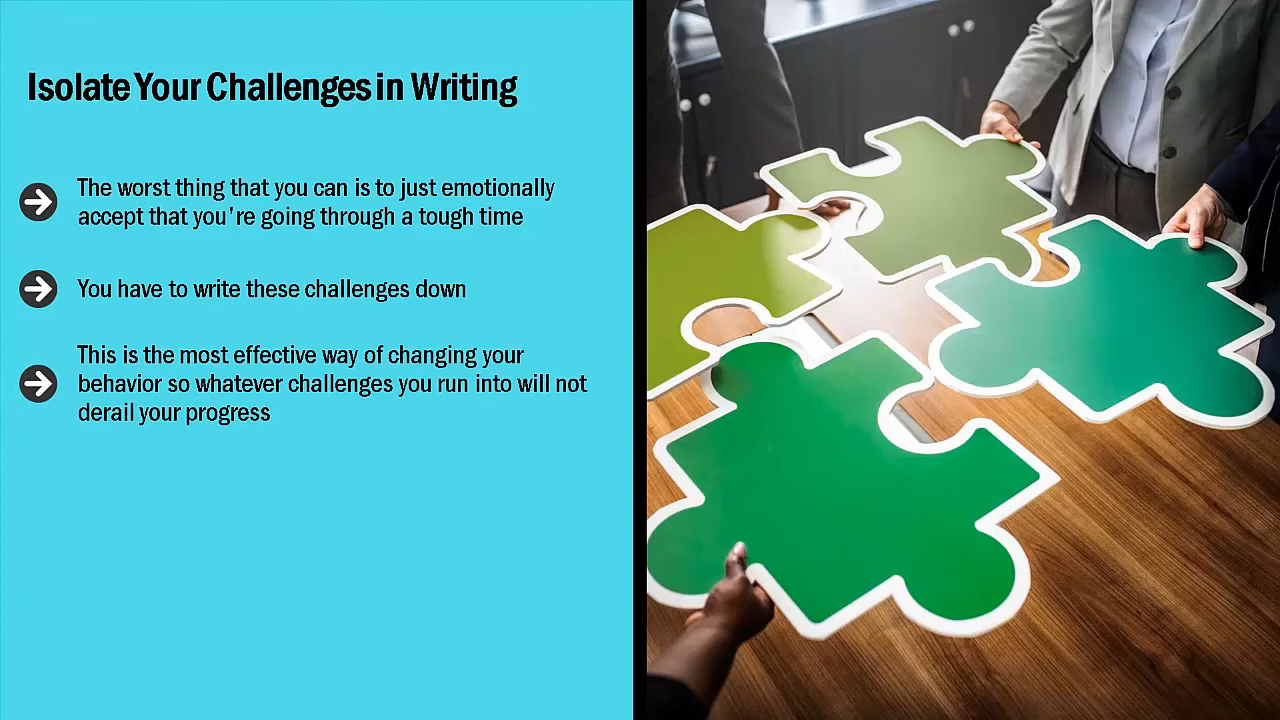 Isolate Your Challenges in Writing
The worst thing that you can is to just emotionally
accept that you're going through a tough time
You have to write these challenges down
This is the most effective way of changing your
behavior so whatever challenges you run into will not
derail your progress